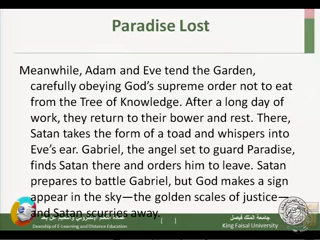 Paradise Lost
Meanwhile, Adam and Eve tend the Garden,
carefully obeying God's supreme order not to eat
from the Tree of Knowledge. After a long day of
work, they return to their bower and rest. There,
Satan takes the form of a toad and whispers into
Eve's ear. Gabriel, the angel set to guard Paradise,
finds Satan there and orders him to leave. Satan
prepares to battle Gabriel, but God makes a sign
appear in the sky—the golden scales of justice—
and Satan scurries away.
[ ]
جامعة الملك فيصل
Deanship of E-Learning and Distance Education
King Faisal University